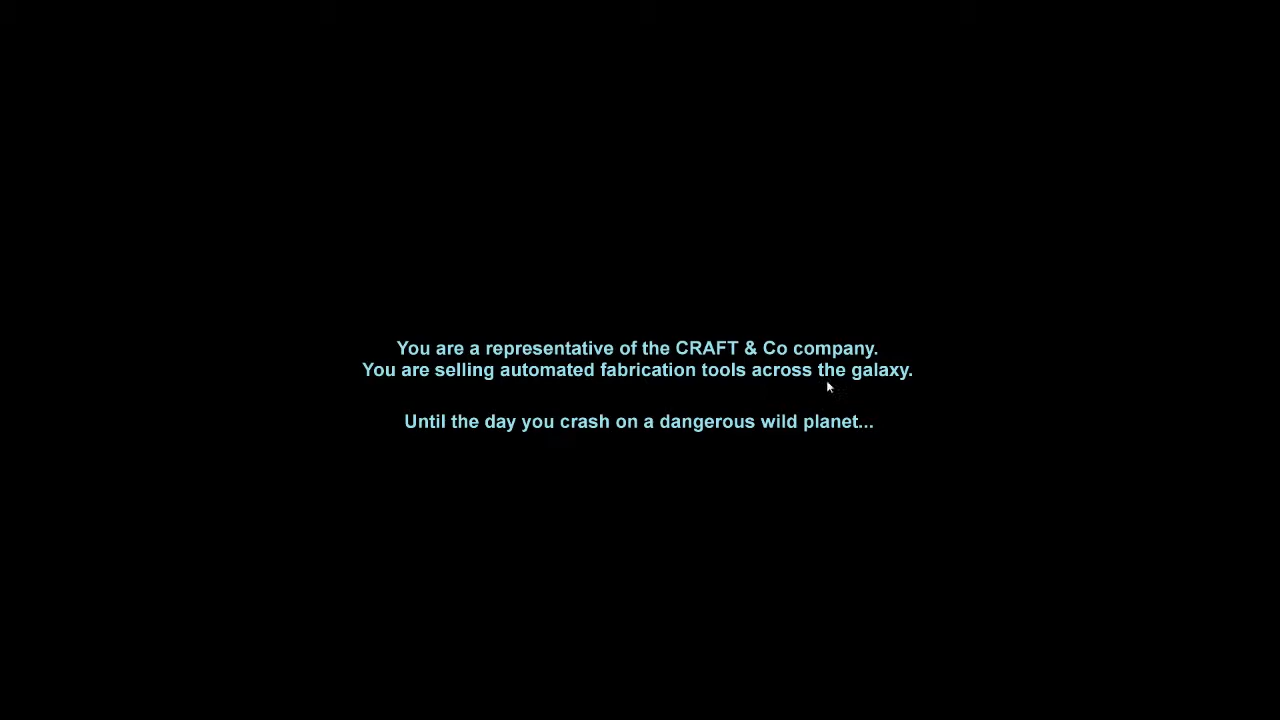 You are a representative of the CRAFT & Co company.
You are selling automated fabrication tools across the galaxy.
Until the day you crash on a dangerous wild planet...